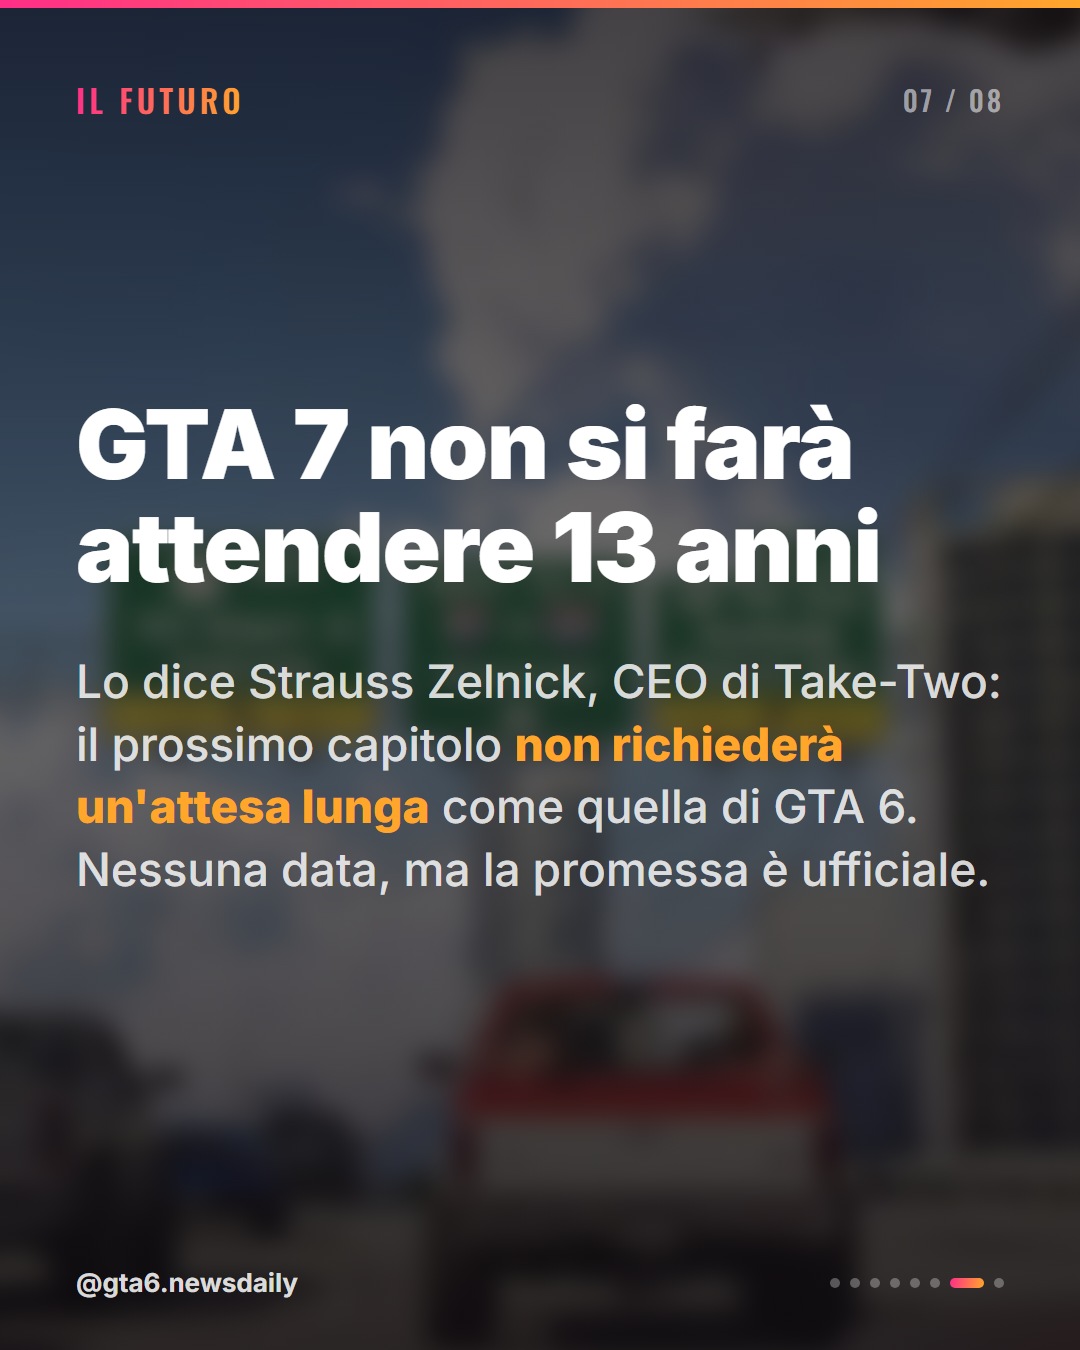 IL FUTURO
07 / 08
GTA 7 non si farà
attendere 13 anni
Lo dice Strauss Zelnick, CEO di Take-Two:
il prossimo capitolo non richiederà
un'attesa lunga come quella di GTA 6.
Nessuna data, ma la promessa è ufficiale.
@gta6.newsdaily